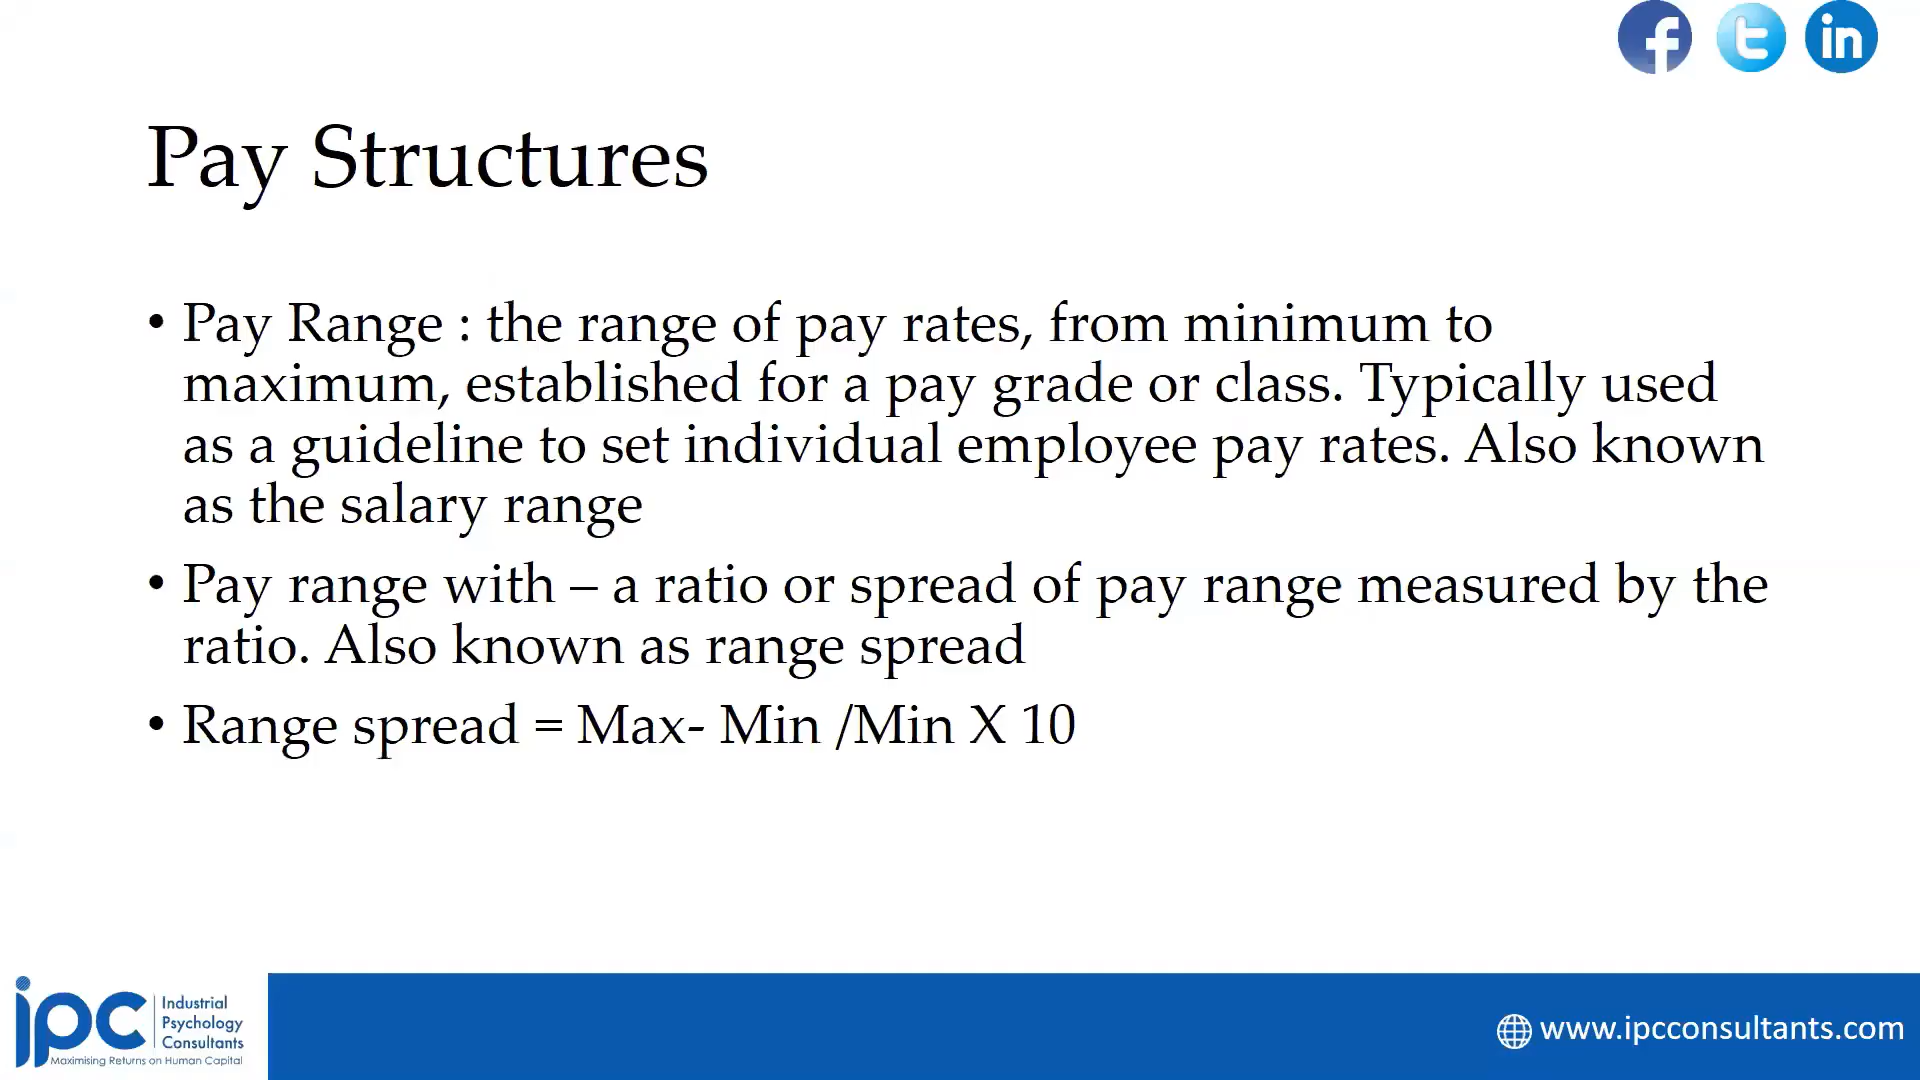 Pay Structures
• Pay Range : the range of pay rates, from minimum to
maximum, established for a pay grade or class. Typically used
as a guideline to set individual employee pay rates. Also known
as the salary range
• Pay range with – a ratio or spread of pay range measured by the
ratio. Also known as range spread
• Range spread = Max- Min /Min X 10
ipc
Industrial
Psychology
Consultants
Maximising Returns on Human Capital
www.ipcconsultants.com